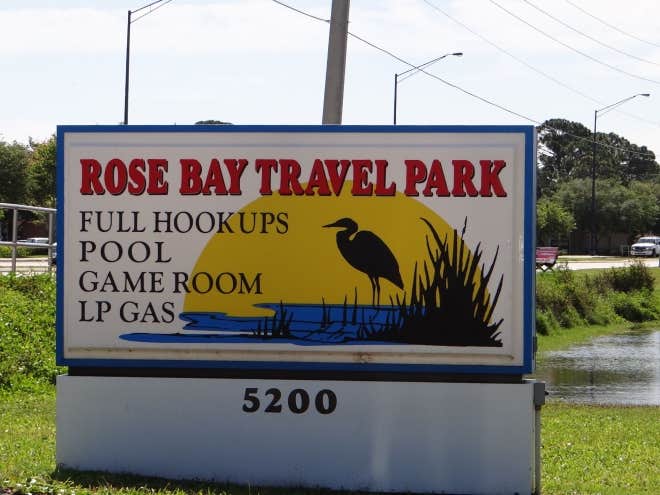 ROSE BAY TRAVEL PARK
FULL HOOKUPS
POOL
GAME ROOM
LP GAS
5200